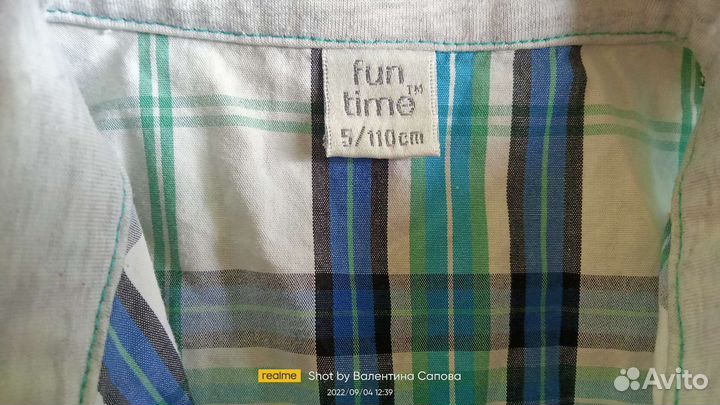 fun
time™
5/110cm
realme Shot by Валентина Сапова
2022/09/04 12:39
Avito